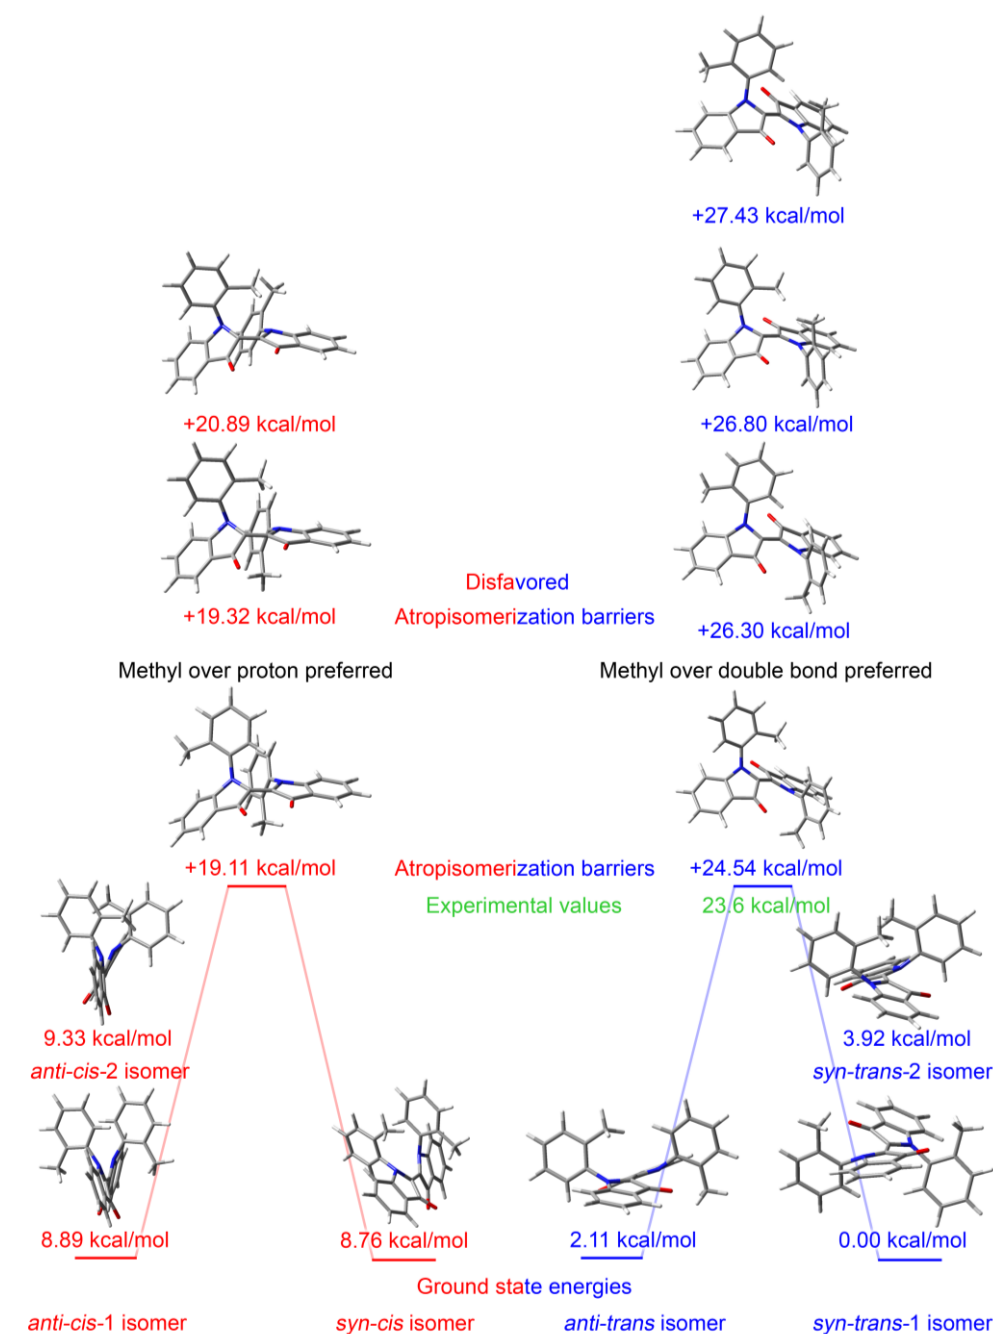 +27.43 kcal/mol
+20.89 kcal/mol
+26.80 kcal/mol
+19.32 kcal/mol
Disfavored
Atropisomerization barriers
+26.30 kcal/mol
Methyl over proton preferred
Methyl over double bond preferred
+19.11 kcal/mol
Atropisomerization barriers
+24.54 kcal/mol
Experimental values
23.6 kcal/mol
9.33 kcal/mol
anti-cis-2 isomer
3.92 kcal/mol
syn-trans-2 isomer
8.89 kcal/mol
8.76 kcal/mol
2.11 kcal/mol
0.00 kcal/mol
Ground state energies
anti-cis-1 isomer
syn-cis isomer
anti-trans isomer
syn-trans-1 isomer